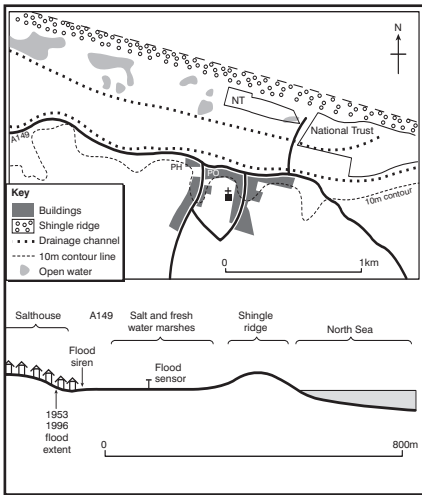 N
NT
National Trust
A149
PH
PO
10m contour
Key
Buildings
Shingle ridge
Drainage channel
10m contour line
Open water
0 1km
Salthouse A149 Salt and fresh water marshes Shingle ridge North Sea
Flood siren
Flood sensor
1953
1996
flood
extent
0 800m